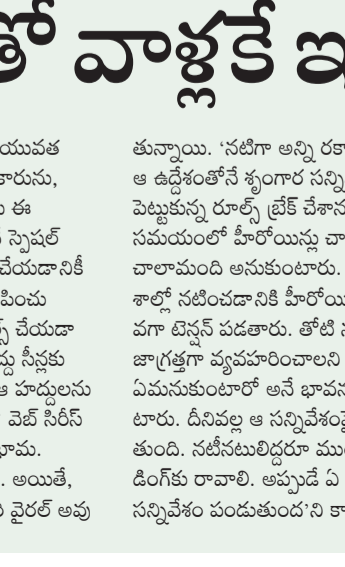 తో వాళ్లకే ఇ
యువత
కారును,
ఈ
స్పెషల్
చేయడానికీ
పించు
్స్ చేయడా
ద్దు సీన్లకు
ఆ హద్దులను
వెబ్ సిరీస్
భామ.
. అయితే,
వైరల్ అవు
తున్నాయి. ‘నటిగా అన్ని రకా
ఆ ఉద్దేశంతోనే శృంగార సన్ని
పెట్టుకున్న రూల్స్ బ్రేక్ చేశాను
సమయంలో హీరోయిన్లు చా
చాలామంది అనుకుంటారు.
శాల్లో నటించడానికి హీరోయి
వగా టెన్షన్ పడతారు. తోటి న
జాగ్రత్తగా వ్యవహరించాలని
ఏమనుకుంటారో అనే భావన
టారు. దీనివల్ల ఆ సన్నివేశంపై
తుంది. నటీనటులిద్దరూ ము
డింగ్‌కు రావాలి. అప్పుడే ఏ
సన్నివేశం పండుతుంద’ని కా